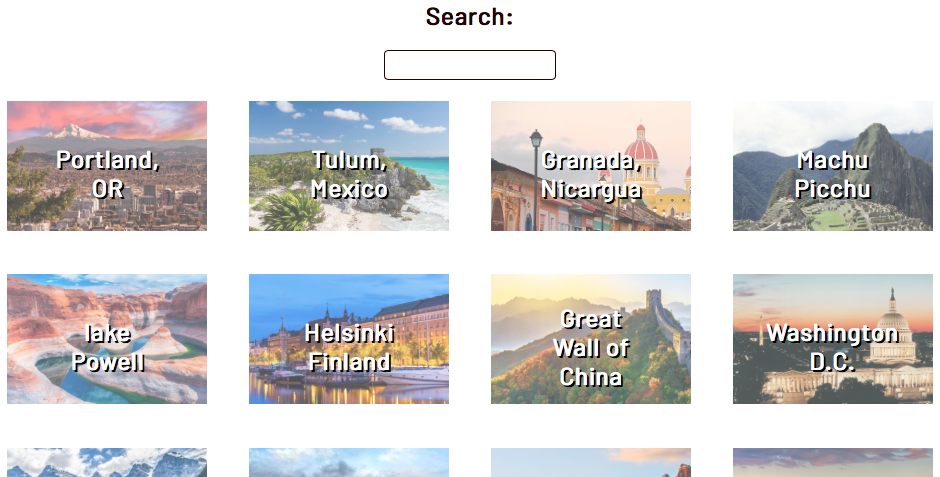 Search:
Portland,
OR
Tulum,
Mexico
Granada,
Nicargua
Machu
Picchu
lake
Powell
Helsinki
Finland
Great
Wall of
China
Washington
D.C.